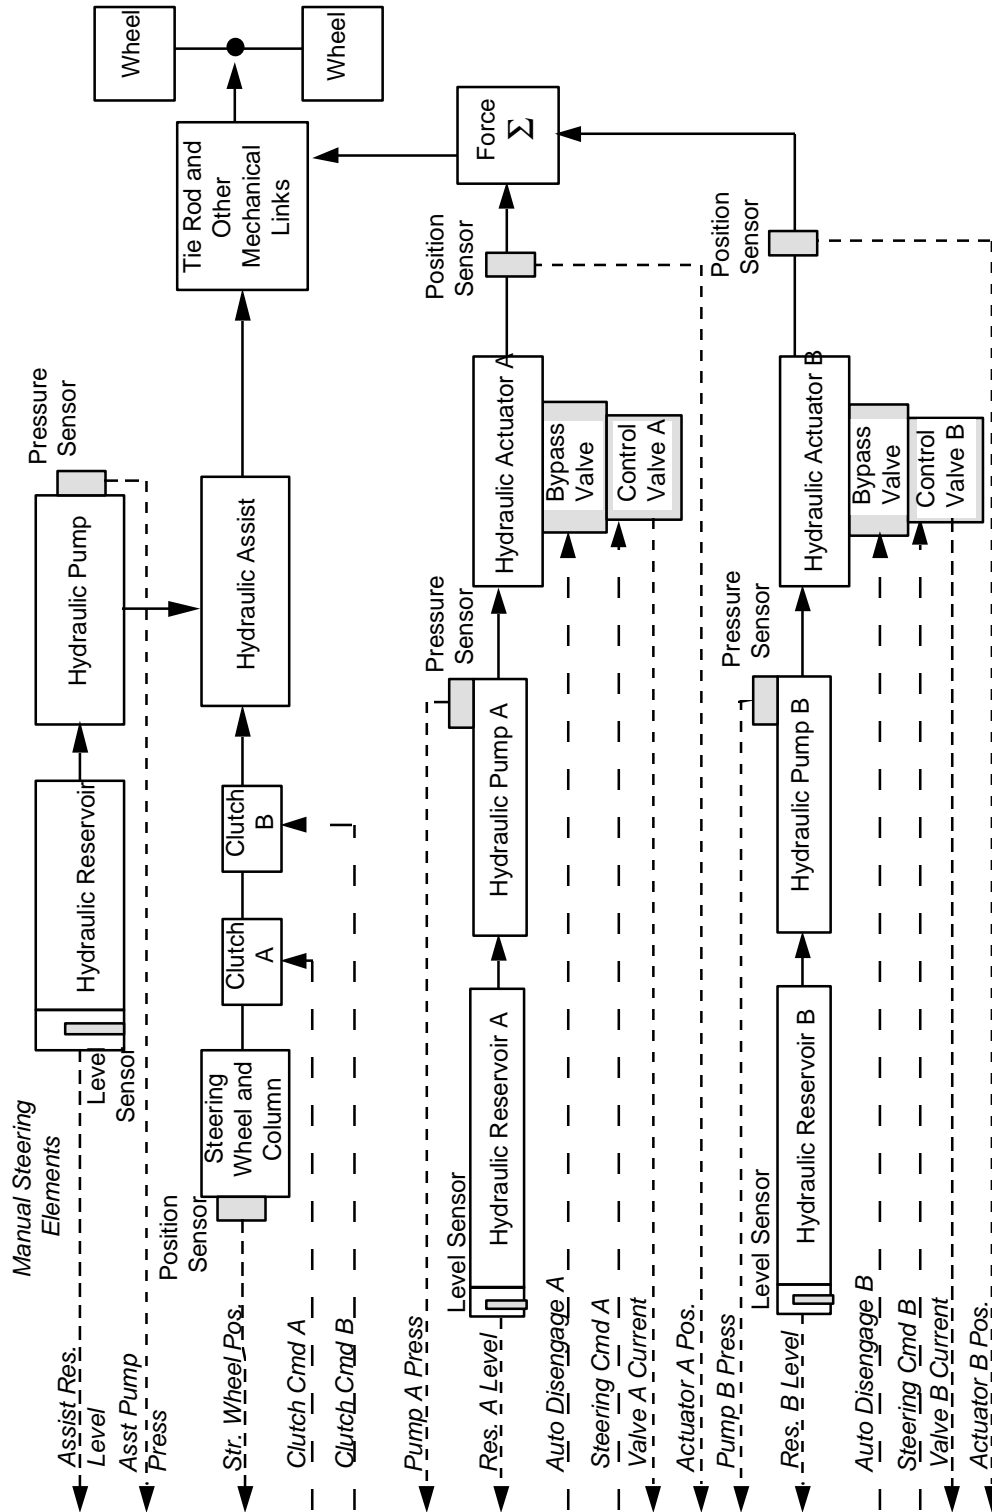 Manual Steering
Elements
Assist Res.
Level
Asst Pump
Press
Level
Sensor
Hydraulic Reservoir
Hydraulic Pump
Pressure
Sensor
Wheel
Wheel
Str. Wheel Pos.
Position
Sensor
Steering
Wheel and
Column
Clutch
A
Clutch
B
Hydraulic Assist
Tie Rod and
Other
Mechanical
Links
Clutch Cmd A
Clutch Cmd B
Pump A Press
Res. A Level
Level Sensor
Hydraulic Reservoir A
Hydraulic Pump A
Pressure
Sensor
Hydraulic Actuator A
Position
Sensor
Force
Σ
Bypass
Valve
Control
Valve A
Auto Disengage A
Steering Cmd A
Valve A Current
Actuator A Pos.
Pump B Press
Res. B Level
Level Sensor
Hydraulic Reservoir B
Hydraulic Pump B
Pressure
Sensor
Hydraulic Actuator B
Position
Sensor
Bypass
Valve
Control
Valve B
Auto Disengage B
Steering Cmd B
Valve B Current
Actuator B Pos.